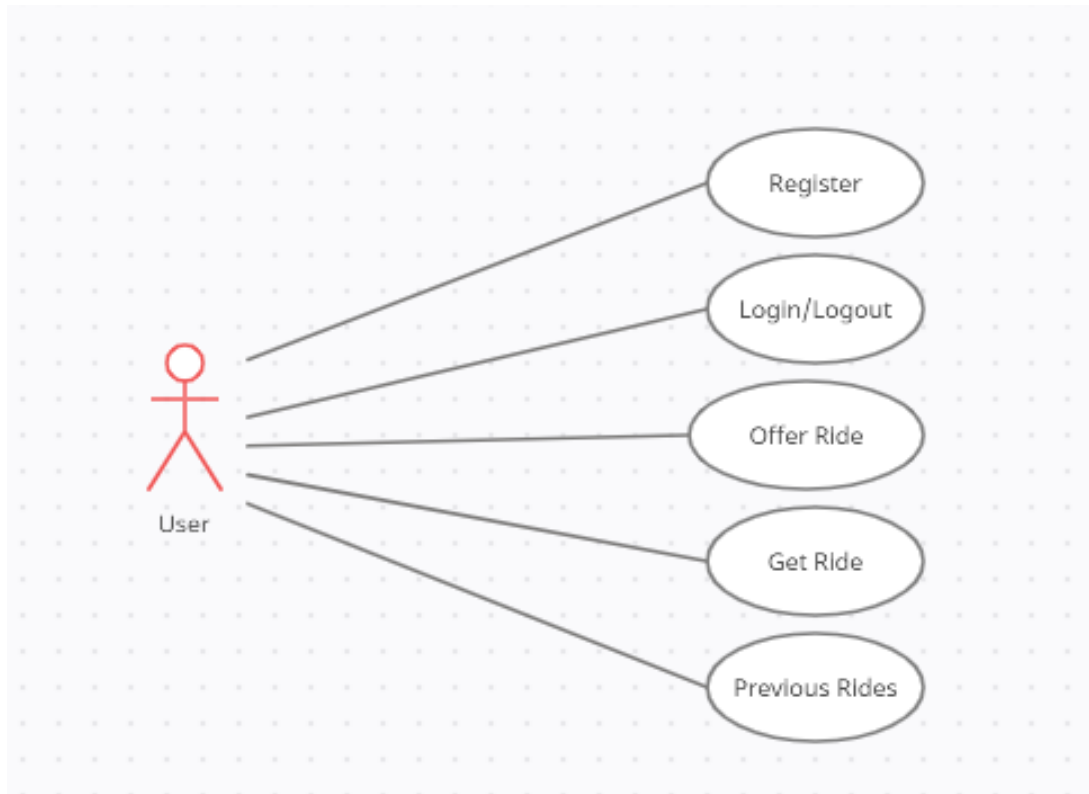 Register
Login/Logout
Offer Ride
User
Get Ride
Previous Rides